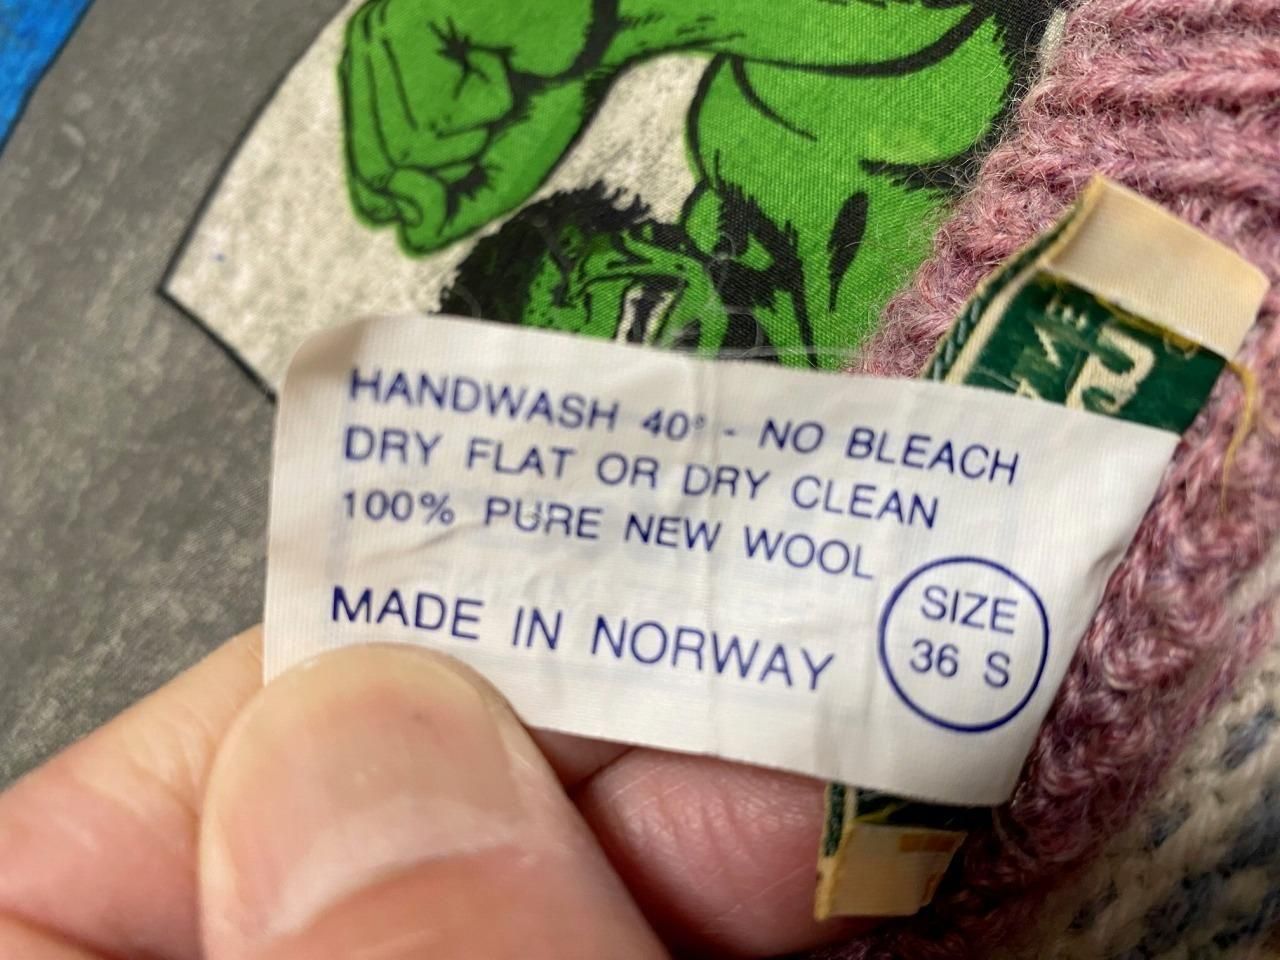 HANDWASH 40° - NO BLEACH
DRY FLAT OR DRY CLEAN
100% PURE NEW WOOL
MADE IN NORWAY
SIZE
36 S